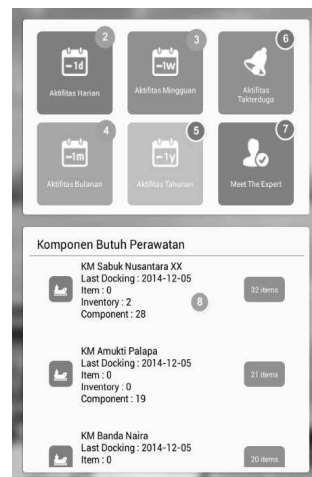 2
3
6
-1d
-1w
Aktifitas Harian
Aktifitas Mingguan
Aktifitas
Takterduga
4
5
7
-1m
-1y
Aktifitas Bulanan
Aktifitas Tahunan
Meet The Expert
Komponen Butuh Perawatan
KM Sabuk Nusantara XX
Last Docking : 2014-12-05
Item : 0
Inventory : 2
Component : 28
8
32 items
KM Amukti Palapa
Last Docking : 2014-12-05
Item : 0
Inventory : 0
Component : 19
21 items
KM Banda Naira
Last Docking : 2014-12-05
Item : 0
20 items